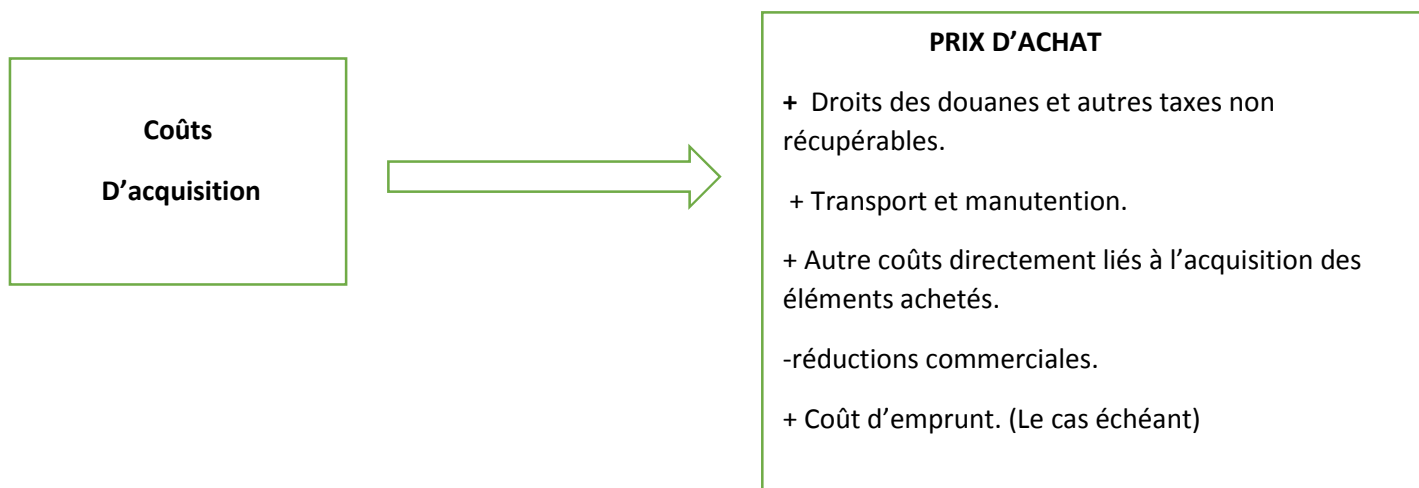 Coûts
D’acquisition
PRIX D’ACHAT
+ Droits des douanes et autres taxes non
récupérables.
+ Transport et manutention.
+ Autre coûts directement liés à l’acquisition des
éléments achetés.
-réductions commerciales.
+ Coût d’emprunt. (Le cas échéant)